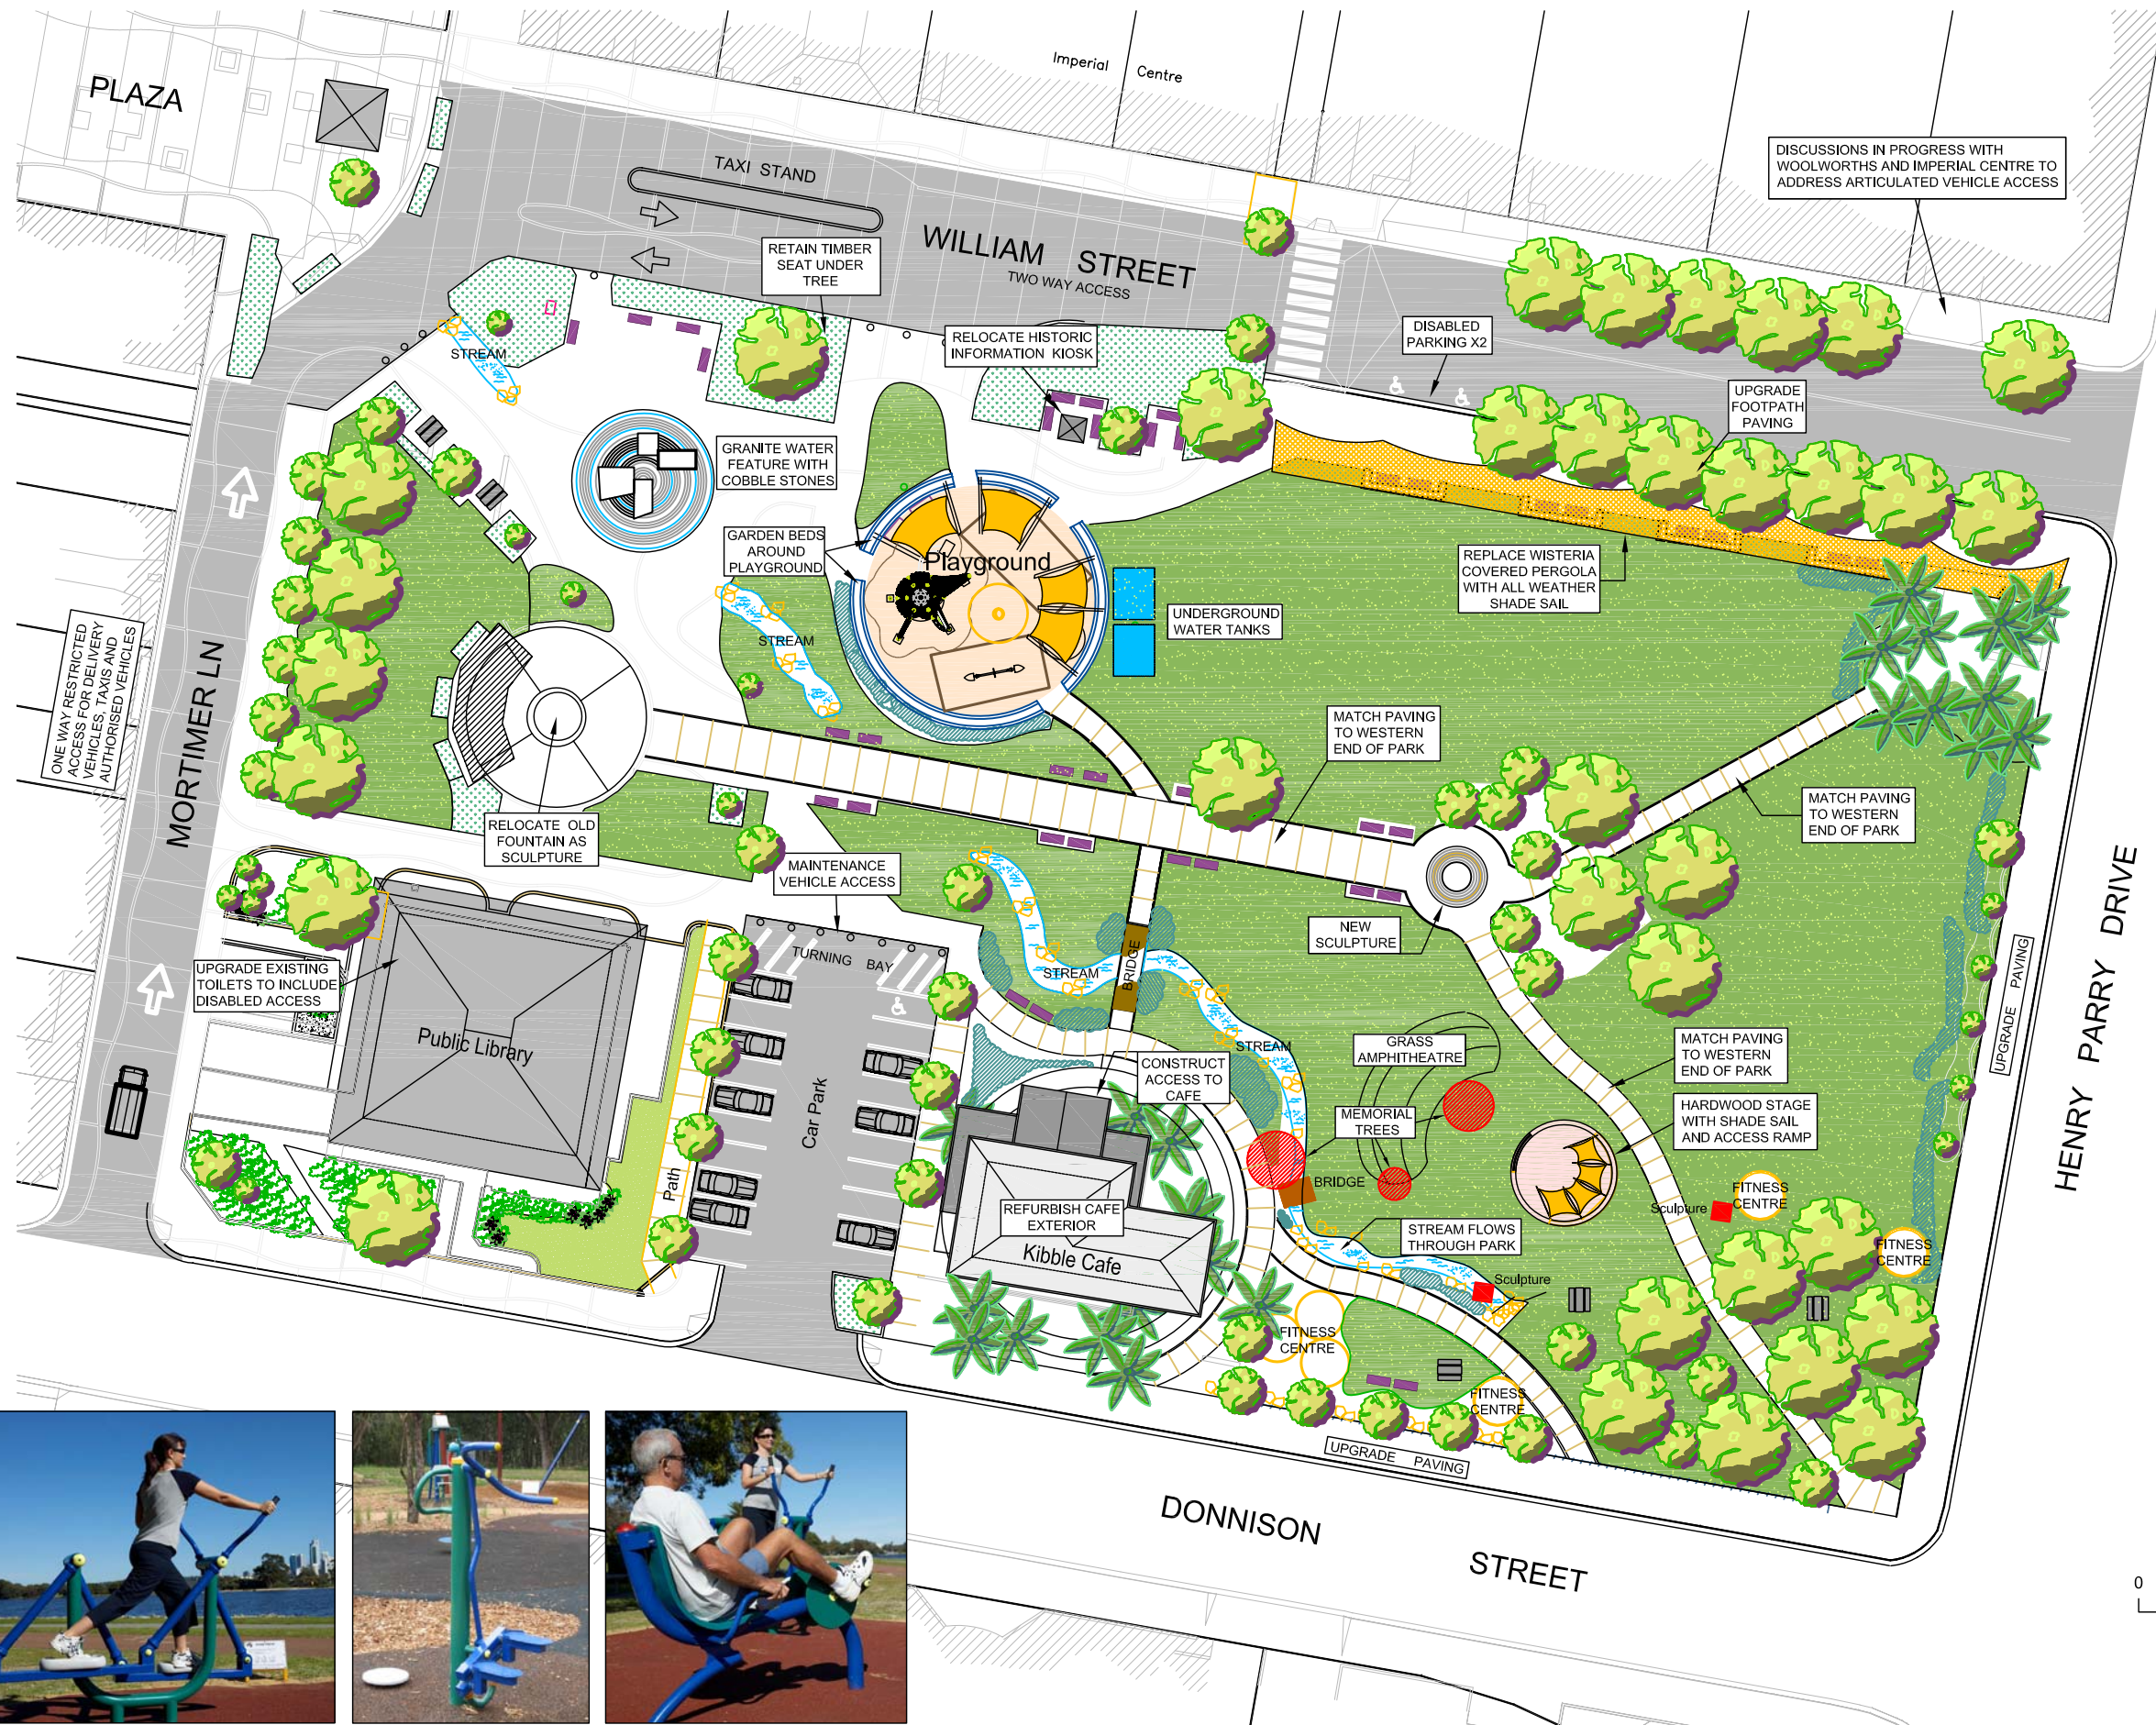 Imperial Centre
PLAZA
DISCUSSIONS IN PROGRESS WITH
WOOLWORTHS AND IMPERIAL CENTRE TO
ADDRESS ARTICULATED VEHICLE ACCESS
TAXI STAND
WILLIAM STREET
TWO WAY ACCESS
RETAIN TIMBER
SEAT UNDER
TREE
RELOCATE HISTORIC
INFORMATION KIOSK
DISABLED
PARKING X2
UPGRADE
FOOTPATH
PAVING
STREAM
GRANITE WATER
FEATURE WITH
COBBLE STONES
GARDEN BEDS
AROUND
PLAYGROUND
Playground
REPLACE WISTERIA
COVERED PERGOLA
WITH ALL WEATHER
SHADE SAIL
UNDERGROUND
WATER TANKS
STREAM
ONE WAY RESTRICTED
ACCESS FOR DELIVERY
VEHICLES, TAXIS AND
AUTHORISED VEHICLES
MORTIMER LN
MATCH PAVING
TO WESTERN
END OF PARK
MATCH PAVING
TO WESTERN
END OF PARK
RELOCATE OLD
FOUNTAIN AS
SCULPTURE
MAINTENANCE
VEHICLE ACCESS
HENRY PARRY DRIVE
NEW
SCULPTURE
UPGRADE PAVING
TURNING BAY
STREAM
BRIDGE
UPGRADE EXISTING
TOILETS TO INCLUDE
DISABLED ACCESS
Public Library
STREAM
GRASS
AMPHITHEATRE
MATCH PAVING
TO WESTERN
END OF PARK
CONSTRUCT
ACCESS TO
CAFE
Car Park
MEMORIAL
TREES
HARDWOOD STAGE
WITH SHADE SAIL
AND ACCESS RAMP
Path
BRIDGE
FITNESS
CENTRE
Sculpture
REFURBISH CAFE
EXTERIOR
Kibble Cafe
STREAM FLOWS
THROUGH PARK
FITNESS
CENTRE
Sculpture
FITNESS
CENTRE
FITNESS
CENTRE
UPGRADE PAVING
DONNISON STREET
0